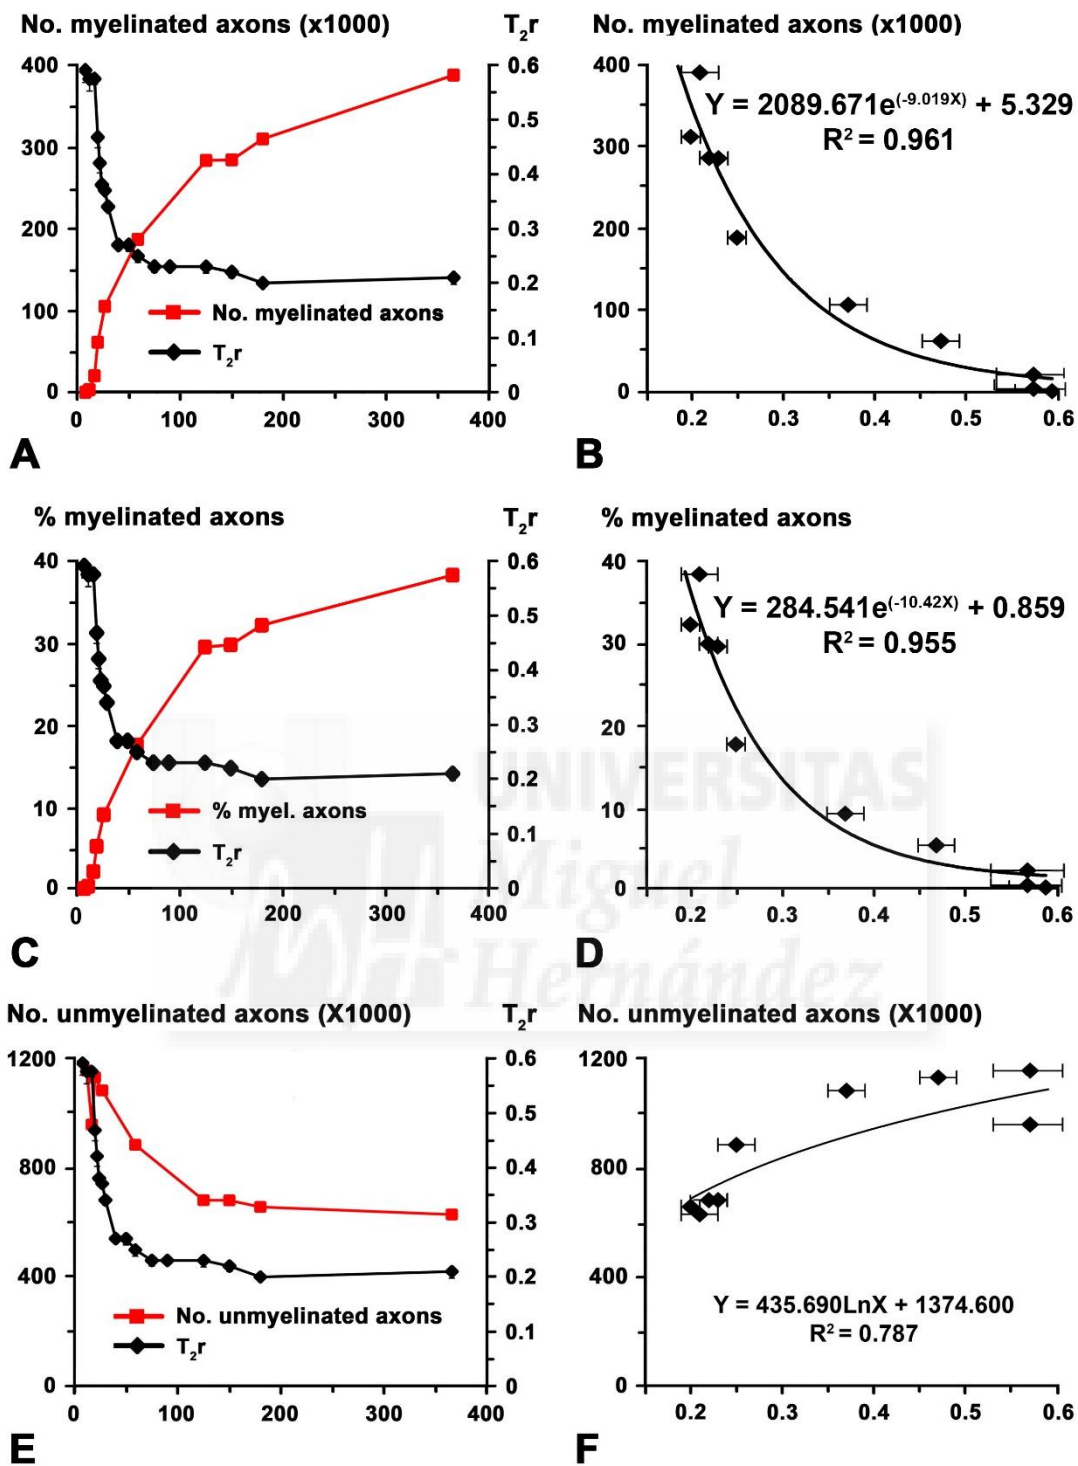 No. myelinated axons (x1000)
T2r
400
300
200
100
0
0.6
0.5
0.4
0.3
0.2
0.1
0
No. myelinated axons
T2r
0
100
200
300
400
A
No. myelinated axons (x1000)
400
300
200
100
0
Y = 2089.671e(-9.019X) + 5.329
R2 = 0.961
0.2
0.3
0.4
0.5
0.6
B
% myelinated axons
T2r
40
30
20
10
0
0.6
0.5
0.4
0.3
0.2
0.1
0
% myel. axons
T2r
0
100
200
300
400
C
% myelinated axons
40
30
20
10
0
Y = 284.541e(-10.42X) + 0.859
R2 = 0.955
0.2
0.3
0.4
0.5
0.6
D
UNIVERSITAS
Miguel
Hernández
No. unmyelinated axons (X1000)
T2r
1200
800
400
0
0.6
0.5
0.4
0.3
0.2
0.1
0
No. unmyelinated axons
T2r
0
100
200
300
400
E
No. unmyelinated axons (X1000)
1200
800
400
0
Y = 435.690LnX + 1374.600
R2 = 0.787
0.2
0.3
0.4
0.5
0.6
F